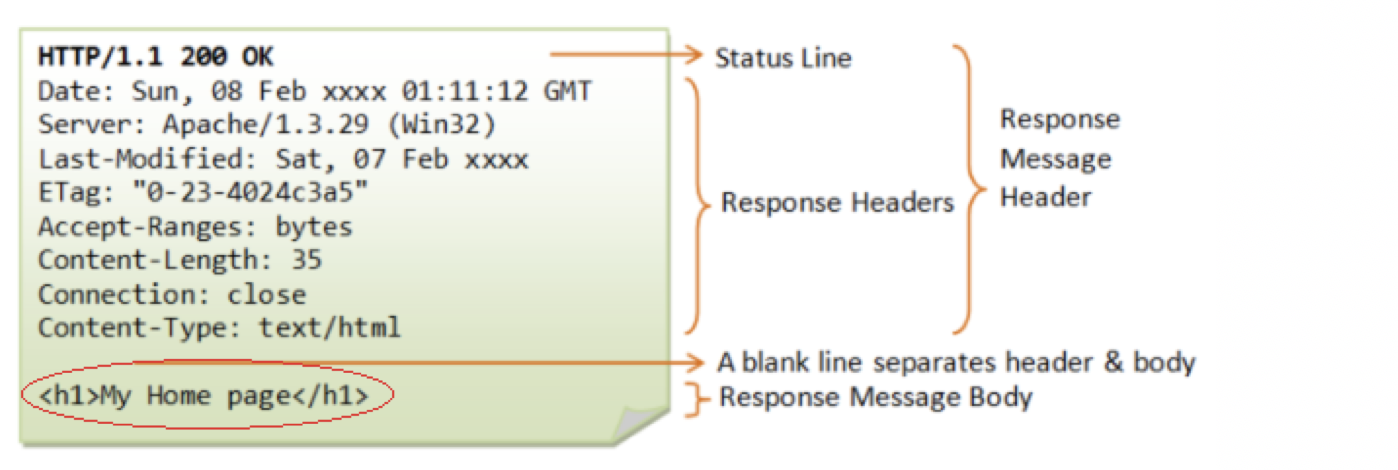 HTTP/1.1 200 OK
Date: Sun, 08 Feb xxxx 01:11:12 GMT
Server: Apache/1.3.29 (Win32)
Last-Modified: Sat, 07 Feb xxxx
ETag: "0-23-4024c3a5"
Accept-Ranges: bytes
Content-Length: 35
Connection: close
Content-Type: text/html
<h1>My Home page</h1>
Status Line
Response Headers
Response
Message
Header
A blank line separates header & body
Response Message Body